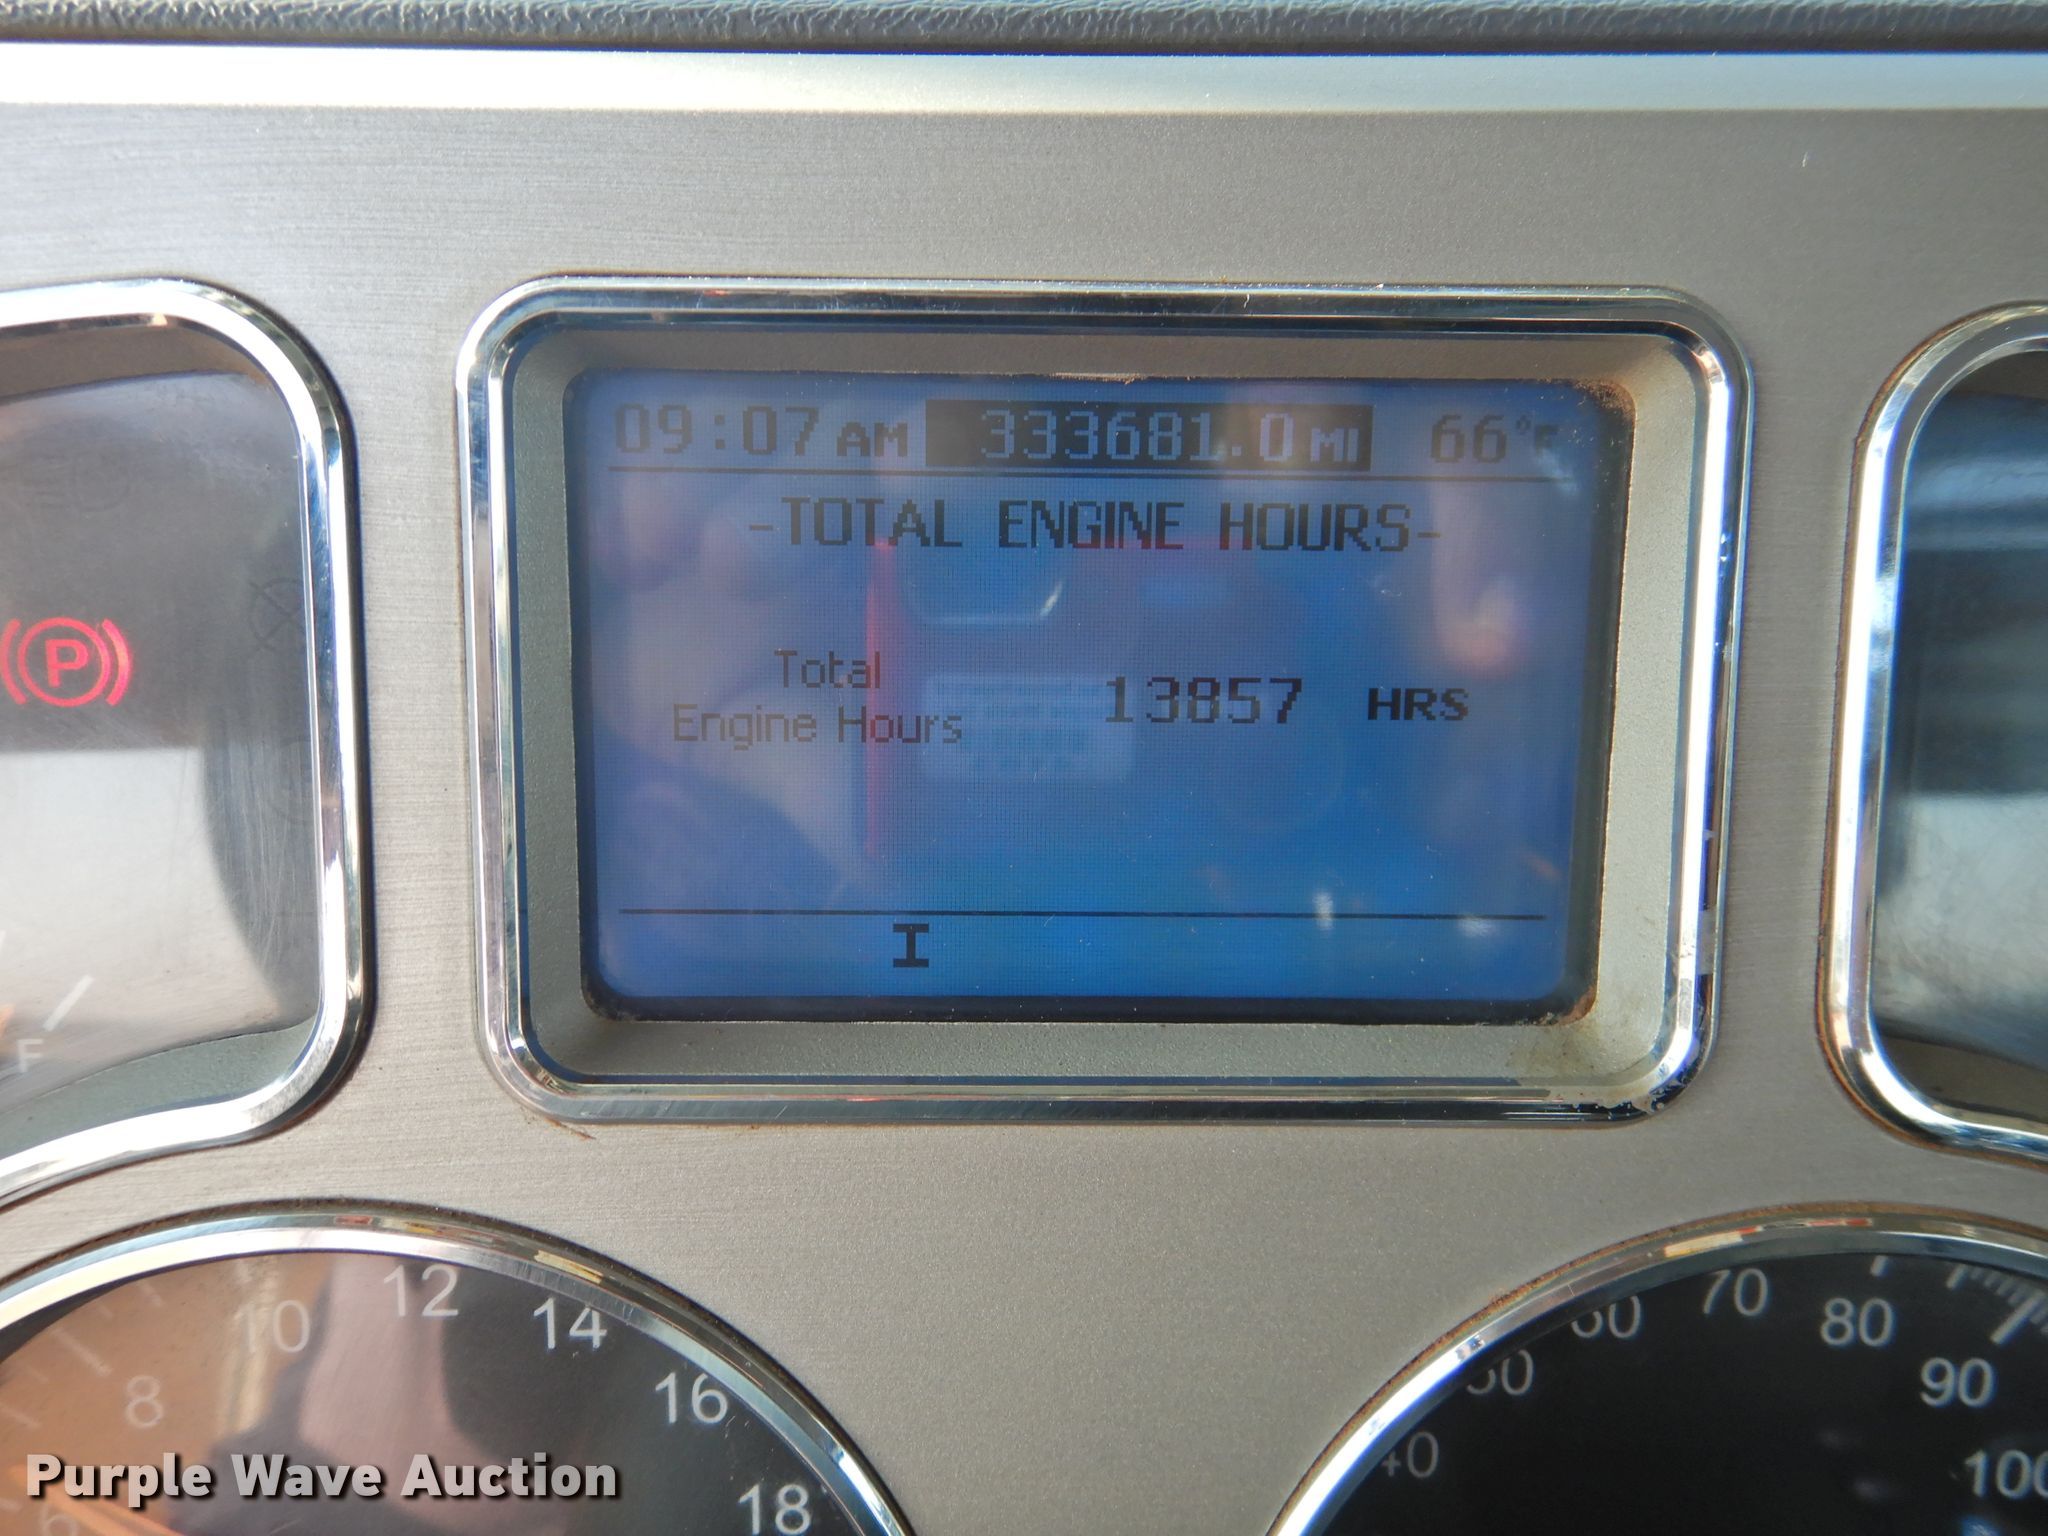 09:07 AM 333681.0 MI 66°F
-TOTAL ENGINE HOURS-
Total
Engine Hours
13857 HRS
I
P
F
6
8
10
12
14
16
18
40
50
60
70
80
90
100
Purple Wave Auction